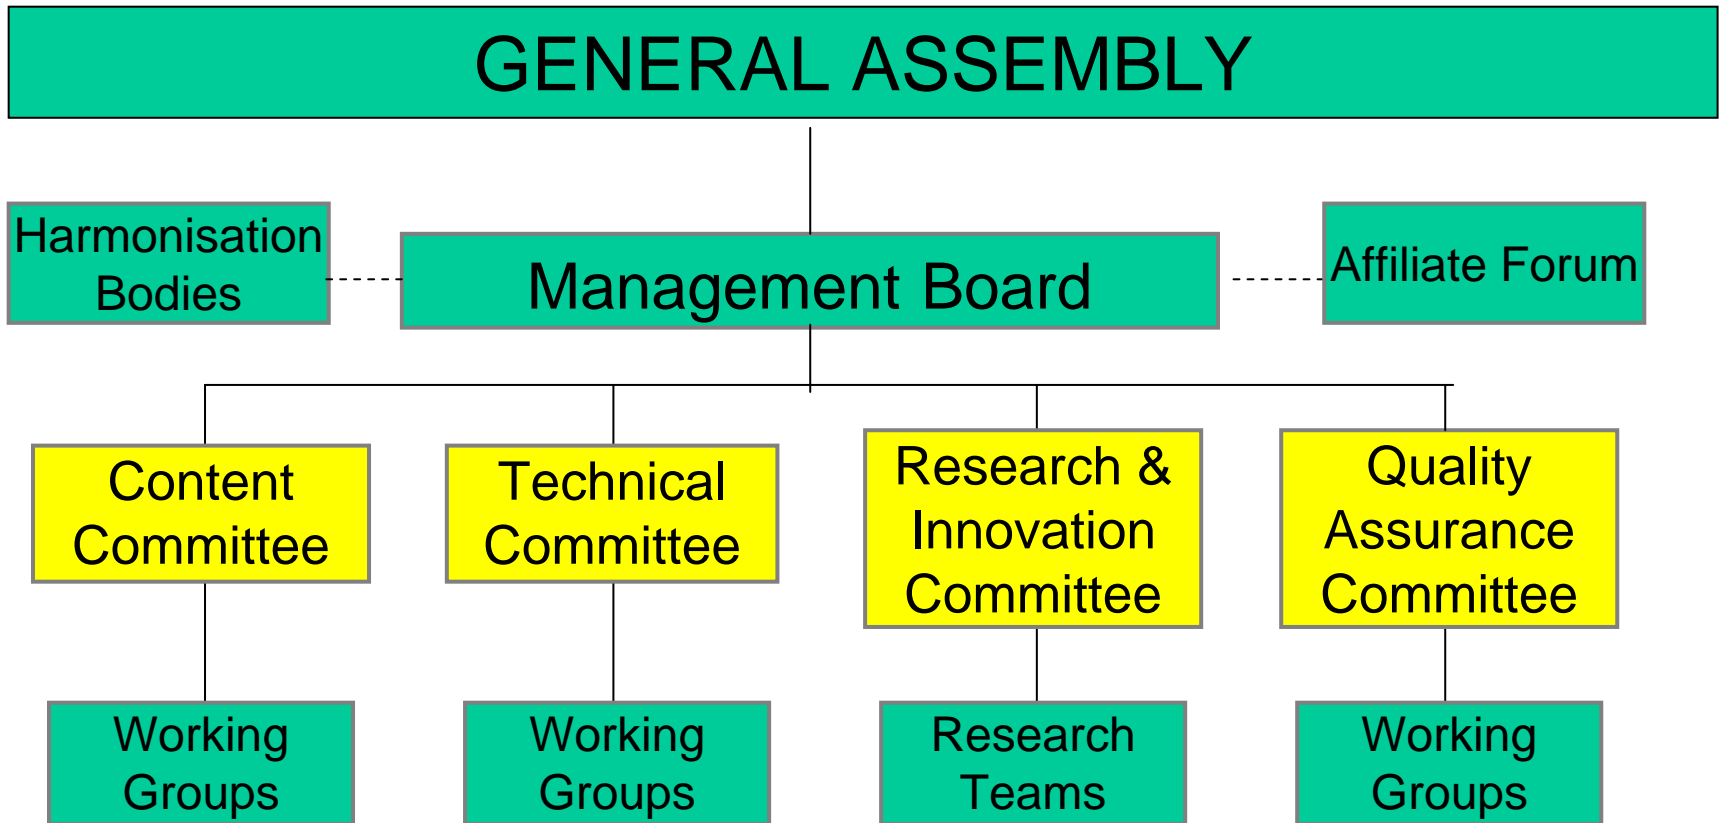 GENERAL ASSEMBLY
Harmonisation
Bodies
Management Board
Affiliate Forum
Content
Committee
Technical
Committee
Research &
Innovation
Committee
Quality
Assurance
Committee
Working
Groups
Working
Groups
Research
Teams
Working
Groups